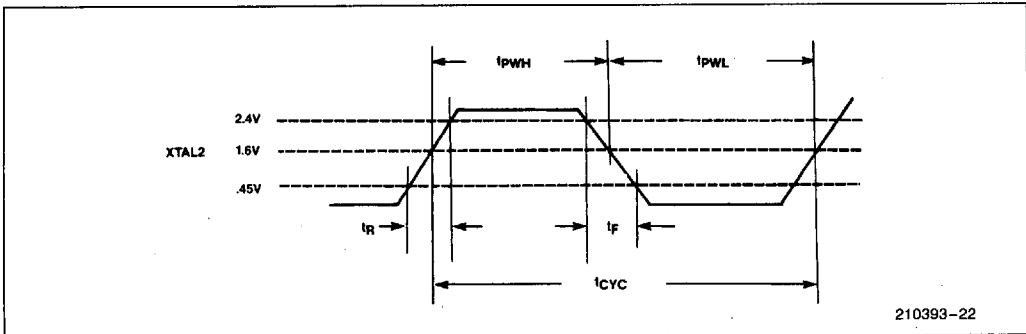 tPWH
tPWL
2.4V
XTAL2 1.6V
.45V
tR
tF
tCYC
210393–22